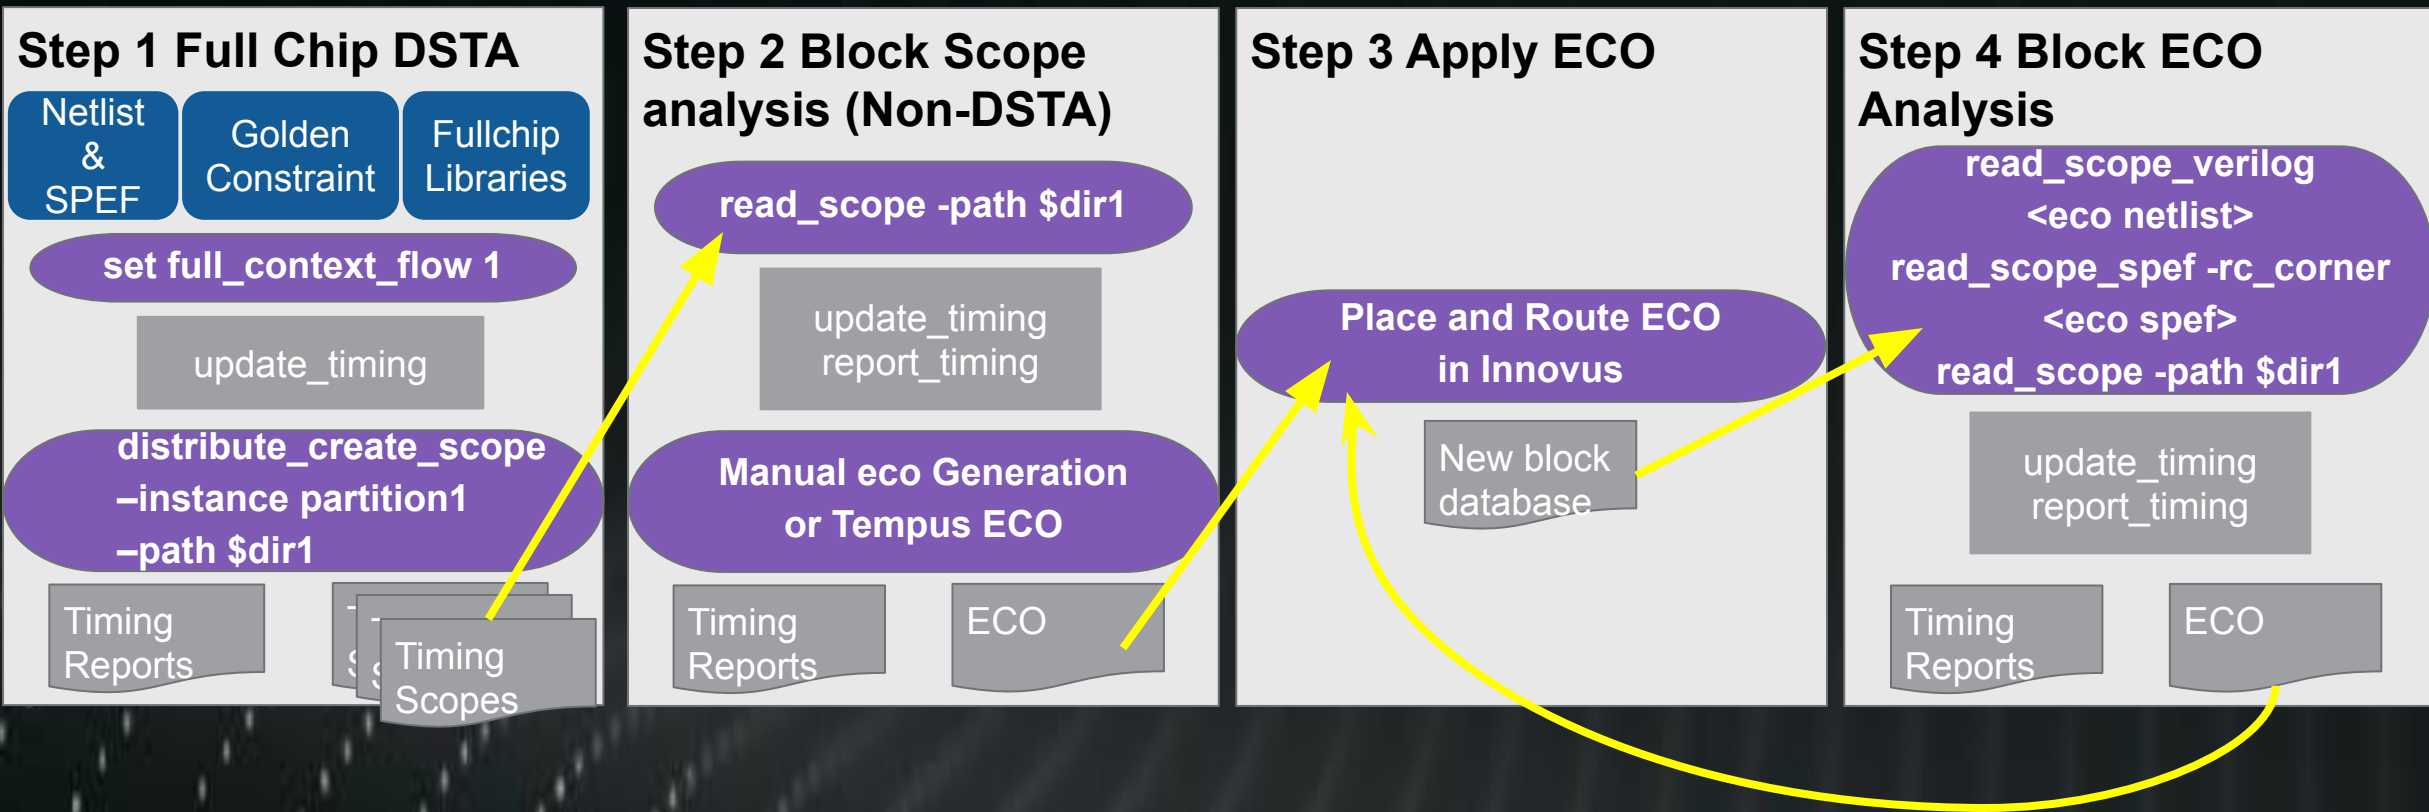 Step 1 Full Chip DSTA
Netlist
&
SPEF
Golden
Constraint
Fullchip
Libraries
set full_context_flow 1
update_timing
distribute_create_scope
–instance partition1
–path $dir1
Timing
Reports
Timing
Scopes
Step 2 Block Scope
analysis (Non-DSTA)
read_scope -path $dir1
update_timing
report_timing
Manual eco Generation
or Tempus ECO
Timing
Reports
ECO
Step 3 Apply ECO
Place and Route ECO
in Innovus
New block
database
Step 4 Block ECO
Analysis
read_scope_verilog
<eco netlist>
read_scope_spef -rc_corner
<eco spef>
read_scope -path $dir1
update_timing
report_timing
Timing
Reports
ECO